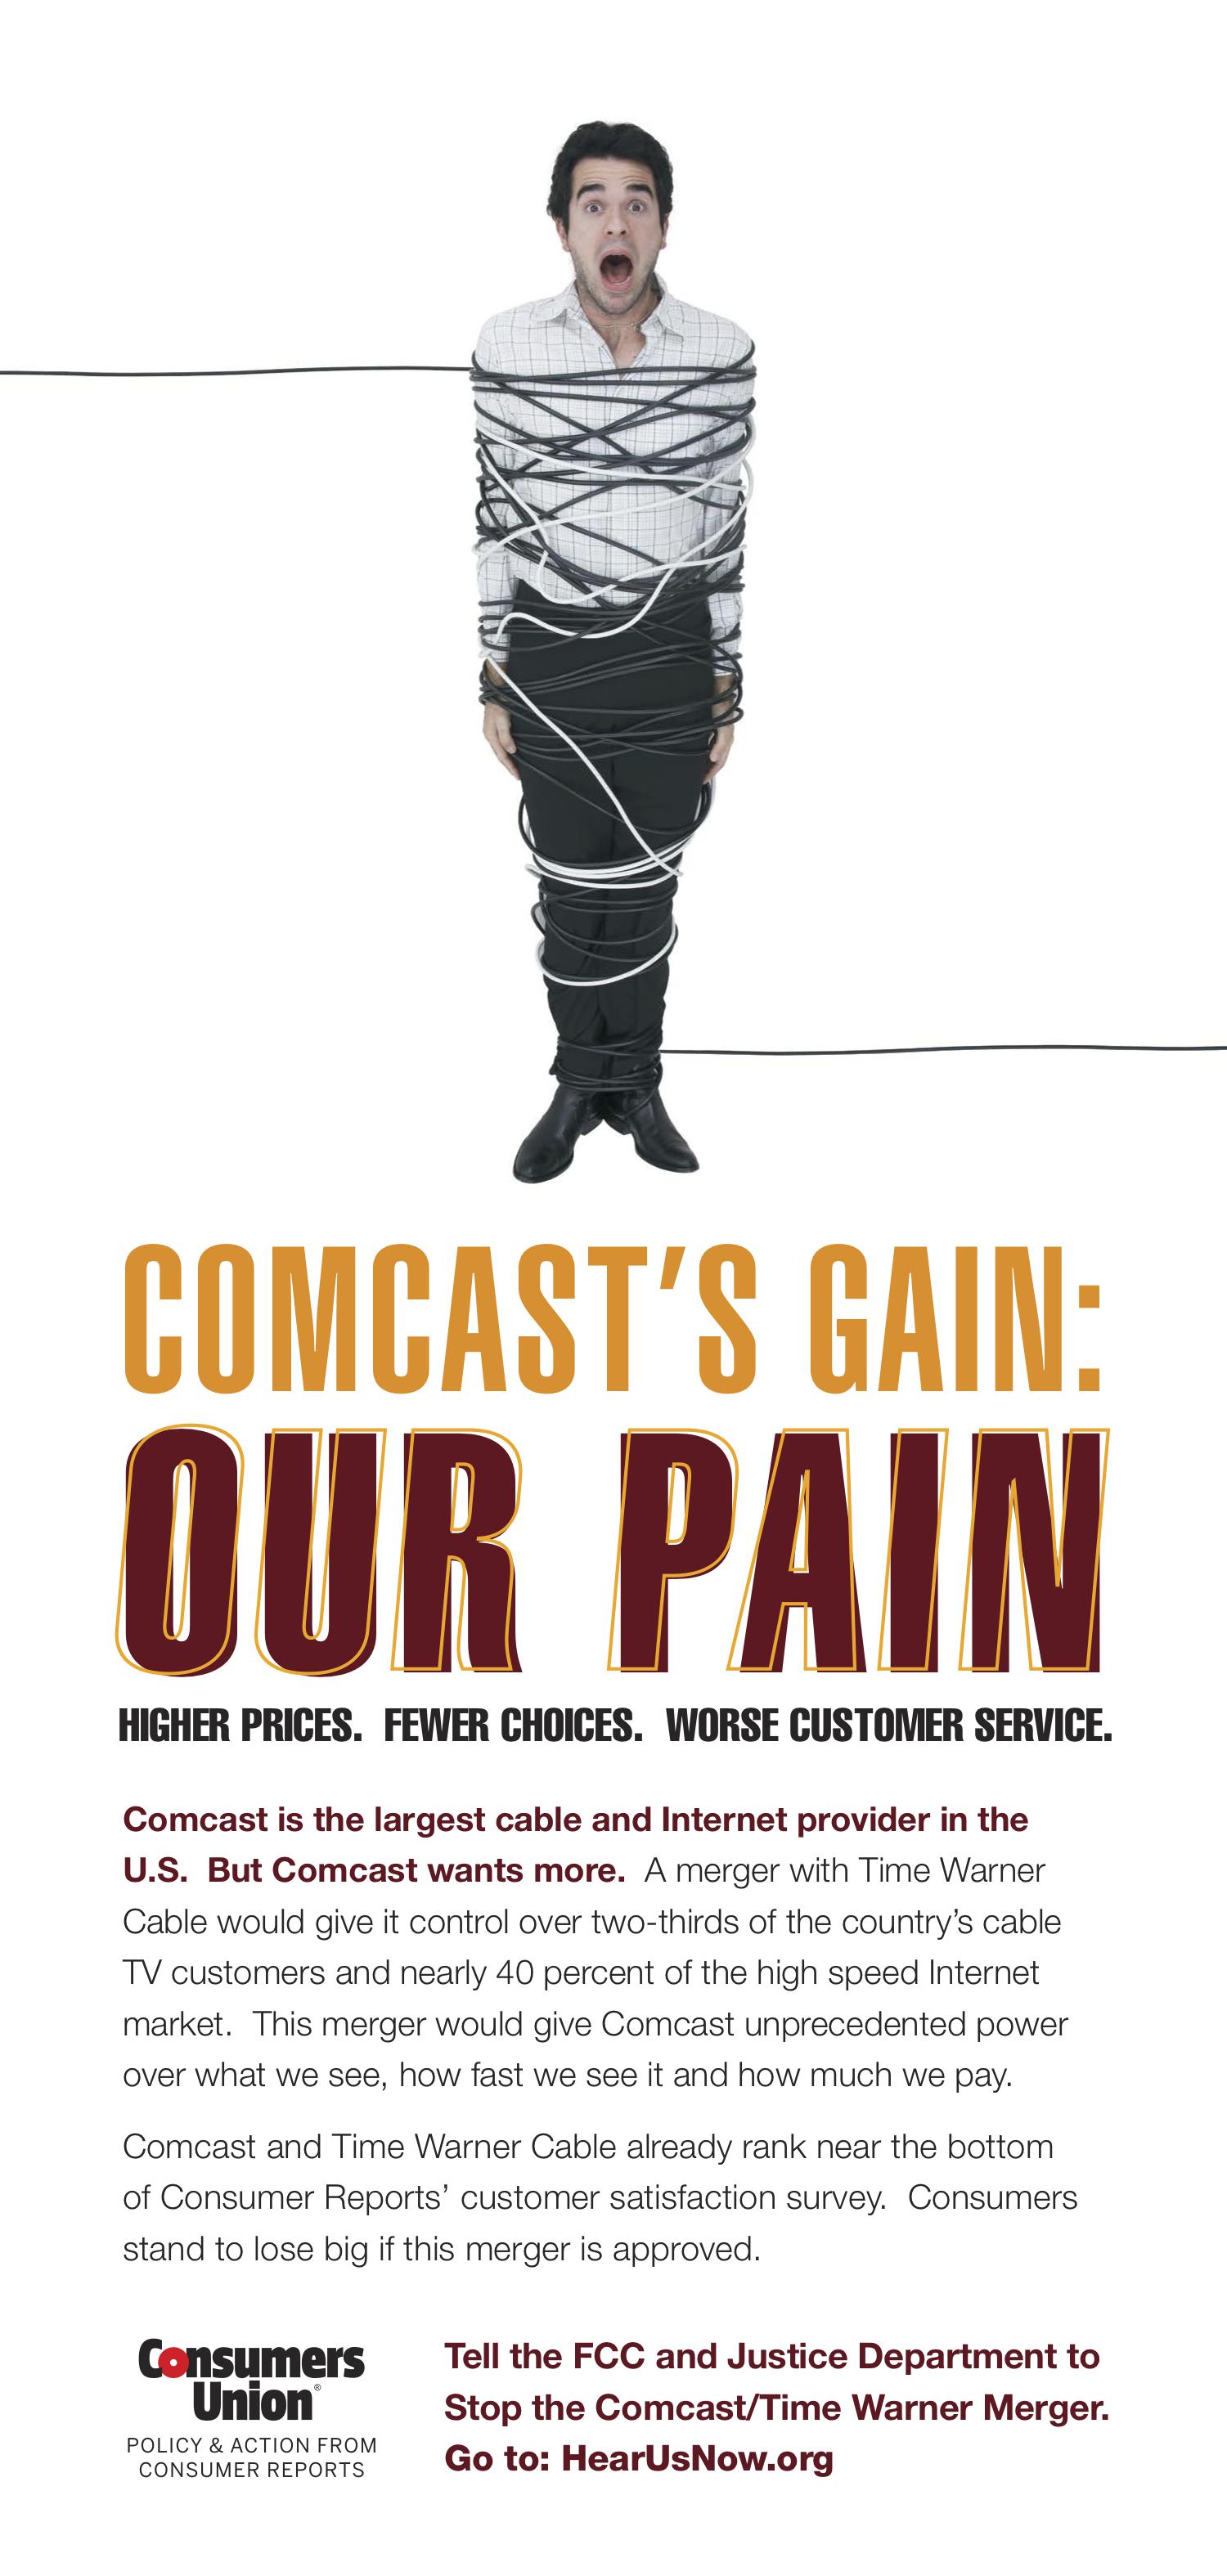 COMCAST’S GAIN:
OUR PAIN
HIGHER PRICES. FEWER CHOICES. WORSE CUSTOMER SERVICE.
Comcast is the largest cable and Internet provider in the
U.S. But Comcast wants more. A merger with Time Warner
Cable would give it control over two-thirds of the country’s cable
TV customers and nearly 40 percent of the high speed Internet
market. This merger would give Comcast unprecedented power
over what we see, how fast we see it and how much we pay.
Comcast and Time Warner Cable already rank near the bottom
of Consumer Reports’ customer satisfaction survey. Consumers
stand to lose big if this merger is approved.
Consumers
Union®
POLICY & ACTION FROM
CONSUMER REPORTS
Tell the FCC and Justice Department to
Stop the Comcast/Time Warner Merger.
Go to: HearUsNow.org